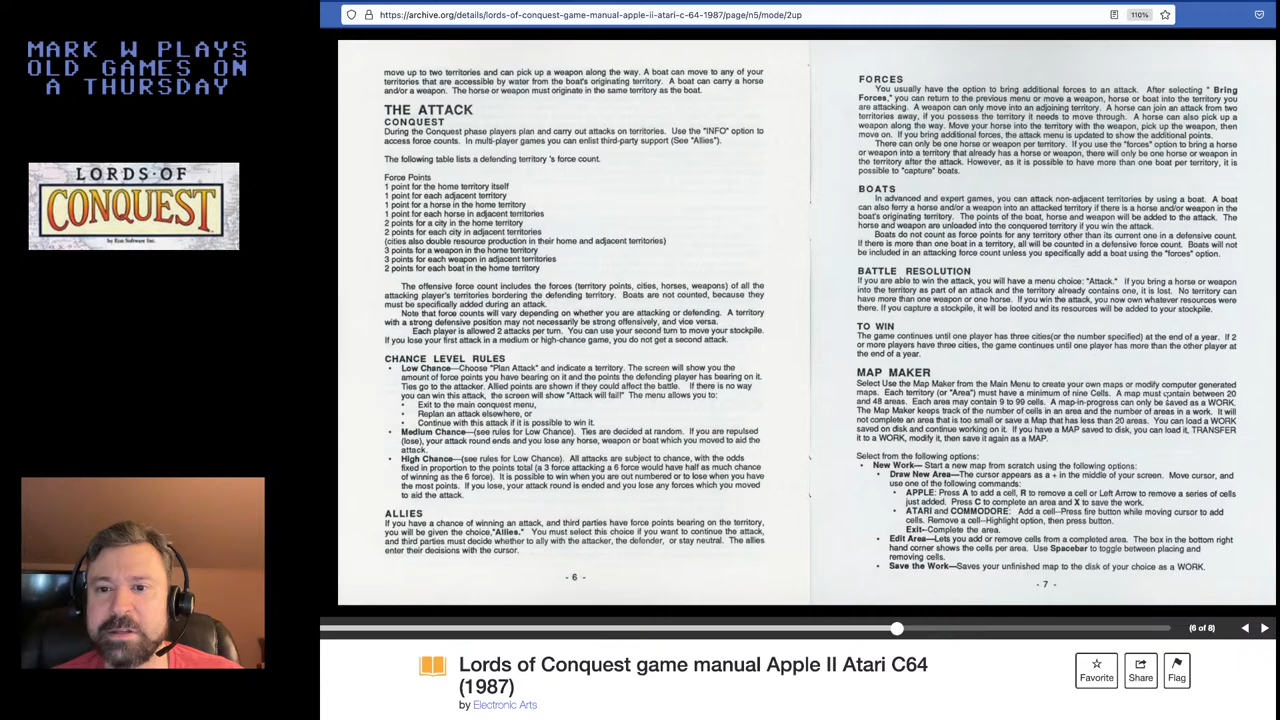 MARK W PLAYS
OLD GAMES ON
A THURSDAY
LORDS OF
CONQUEST
by Eon Software Inc.
https://archive.org/details/lords-of-conquest-game-manual-apple-ii-atari-c-64-1987/page/n5/mode/2up
110%
move up to two territories and can pick up a weapon along the way. A boat can move to any of your
territories that are accessible by water from the boat's originating territory. A boat can carry a horse
and/or a weapon. The horse or weapon must originate in the same territory as the boat.
THE ATTACK
CONQUEST
During the Conquest phase players plan and carry out attacks on territories. Use the "INFO" option to
access force counts. In multi-player games you can enlist third-party support (See "Allies").
The following table lists a defending territory 's force count.
Force Points
1 point for the home territory itself
1 point for each adjacent territory
1 point for a horse in the home territory
1 point for each horse in adjacent territories
2 points for a city in the home territory
2 points for each city in adjacent territories
(cities also double resource production in their home and adjacent territories)
3 points for a weapon in the home territory
3 points for each weapon in adjacent territories
2 points for each boat in the home territory
The offensive force count includes the forces (territory points, cities, horses, weapons) of all the
attacking player's territories bordering the defending territory. Boats are not counted, because they
must be specifically added during an attack.
Note that force counts will vary depending on whether you are attacking or defending. A territory
with a strong defensive position may not necessarily be strong offensively, and vice versa.
Each player is allowed 2 attacks per turn. You can use your second turn to move your stockpile.
If you lose your first attack in a medium or high-chance game, you do not get a second attack.
CHANCE LEVEL RULES
• Low Chance—Choose "Plan Attack" and indicate a territory. The screen will show you the
amount of force points you have bearing on it and the points the defending player has bearing on it.
Ties go to the attacker. Allied points are shown if they could affect the battle. If there is no way
you can win this attack, the screen will show "Attack will fail!" The menu allows you to:
• Exit to the main conquest menu,
• Replan an attack elsewhere, or
• Continue with this attack if it is possible to win it.
• Medium Chance—(see rules for Low Chance). Ties are decided at random. If you are repulsed
(lose), your attack round ends and you lose any horse, weapon or boat which you moved to aid the
attack.
• High Chance—(see rules for Low Chance). All attacks are subject to chance, with the odds
fixed in proportion to the points total (a 3 force attacking a 6 force would have half as much chance
of winning as the 6 force). It is possible to win when you are out numbered or to lose when you have
the most points. If you lose, your attack round is ended and you lose any forces which you moved
to aid the attack.
ALLIES
If you have a chance of winning an attack, and third parties have force points bearing on the territory,
you will be given the choice,"Allies." You must select this choice if you want to continue the attack,
and third parties must decide whether to ally with the attacker, the defender, or stay neutral. The allies
enter their decisions with the cursor.
- 6 -
FORCES
You usually have the option to bring additional forces to an attack. After selecting " Bring
Forces," you can return to the previous menu or move a weapon, horse or boat into the territory you
are attacking. A weapon can only move into an adjoining territory. A horse can join an attack from two
territories away, if you possess the territory it needs to move through. A horse can also pick up a
weapon along the way. Move your horse into the territory with the weapon, pick up the weapon, then
move on. If you bring additional forces, the attack menu is updated to show the additional points.
There can only be one horse or weapon per territory. If you use the "forces" option to bring a horse
or weapon into a territory that already has a horse or weapon, there will only be one horse or weapon in
the territory after the attack. However, as it is possible to have more than one boat per territory, it is
possible to "capture" boats.
BOATS
In advanced and expert games, you can attack non-adjacent territories by using a boat. A boat
can also ferry a horse and/or a weapon into an attacked territory if there is a horse and/or weapon in the
boat's originating territory. The points of the boat, horse and weapon will be added to the attack. The
horse and weapon are unloaded into the conquered territory if you win the attack.
Boats do not count as force points for any territory other than its current one in a defensive count.
If there is more than one boat in a territory, all will be counted in a defensive force count. Boats will not
be included in an attacking force count unless you specifically add a boat using the "forces" option.
BATTLE RESOLUTION
If you are able to win the attack, you will have a menu choice: "Attack." If you bring a horse or weapon
into the territory as part of an attack and the territory already contains one, it is lost. No territory can
have more than one weapon or one horse. If you win the attack, you now own whatever resources were
there. If you capture a stockpile, it will be looted and its resources will be added to your stockpile.
TO WIN
The game continues until one player has three cities(or the number specified) at the end of a year. If 2
or more players have three cities, the game continues until one player has more than the other player at
the end of a year.
MAP MAKER
Select Use the Map Maker from the Main Menu to create your own maps or modify computer generated
maps. Each territory (or "Area") must have a minimum of nine Cells. A map must contain between 20
and 48 areas. Each area may contain 9 to 99 cells. A map-in-progress can only be saved as a WORK.
The Map Maker keeps track of the number of cells in an area and the number of areas in a work. It will
not complete an area that is too small or save a Map that has less than 20 areas. You can load a WORK
saved on disk and continue working on it. If you have a MAP saved to disk, you can load it, TRANSFER
it to a WORK, modify it, then save it again as a MAP.
Select from the following options:
• New Work— Start a new map from scratch using the following options:
• Draw New Area—The cursor appears as a + in the middle of your screen. Move cursor, and
use one of the following commands:
• APPLE: Press A to add a cell, R to remove a cell or Left Arrow to remove a series of cells
just added. Press C to complete an area and X to save the work.
• ATARI and COMMODORE: Add a cell-Press fire button while moving cursor to add
cells. Remove a cell-Highlight option, then press button.
Exit-Complete the area.
• Edit Area—Lets you add or remove cells from a completed area. The box in the bottom right
hand corner shows the cells per area. Use Spacebar to toggle between placing and
removing cells.
• Save the Work—Saves your unfinished map to the disk of your choice as a WORK.
- 7 -
(6 of 8)
Lords of Conquest game manual Apple II Atari C64
(1987)
by Electronic Arts
Favorite
Share
Flag